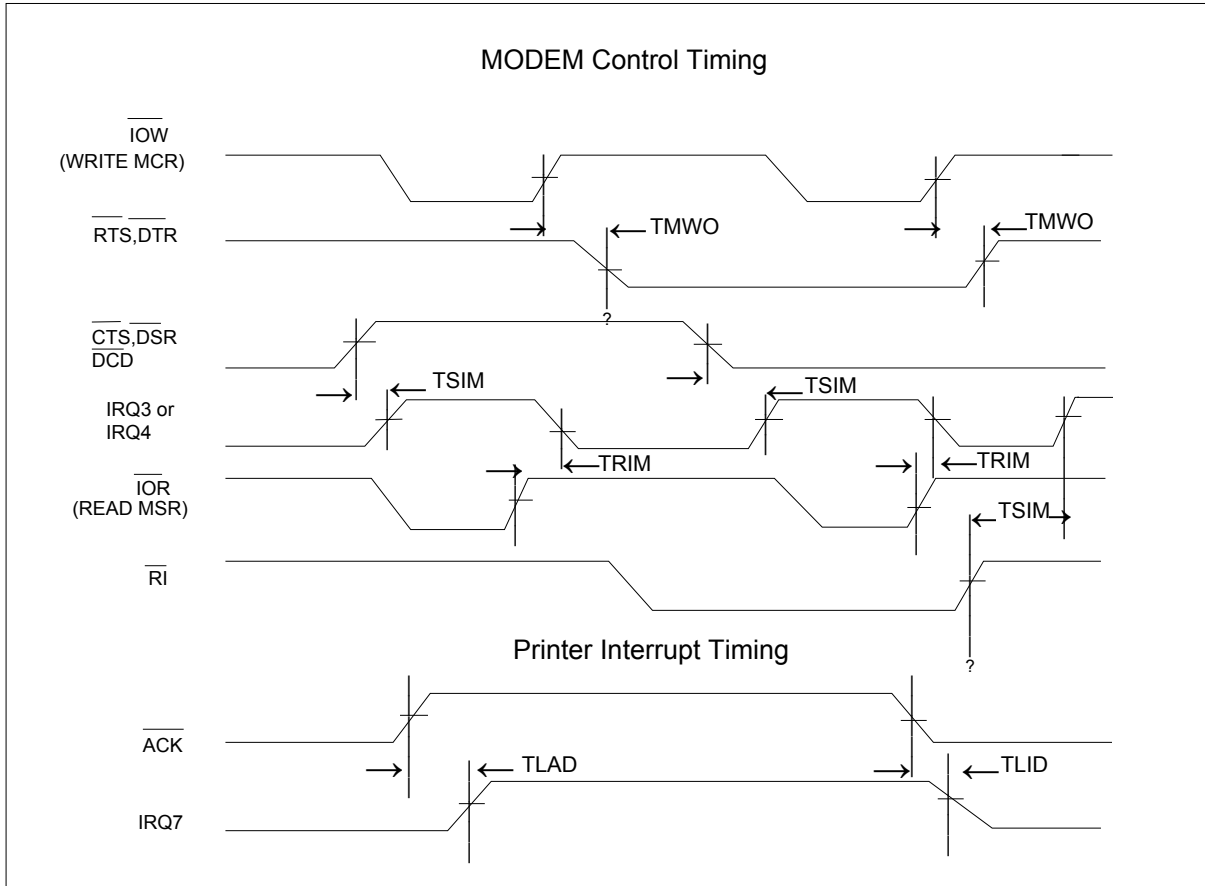 MODEM Control Timing
IOW
(WRITE MCR)
RTS,DTR
TMWO
TMWO
?
CTS,DSR
DCD
TSIM
TSIM
IRQ3 or
IRQ4
TRIM
TRIM
IOR
(READ MSR)
TSIM
RI
?
Printer Interrupt Timing
ACK
TLAD
TLID
IRQ7